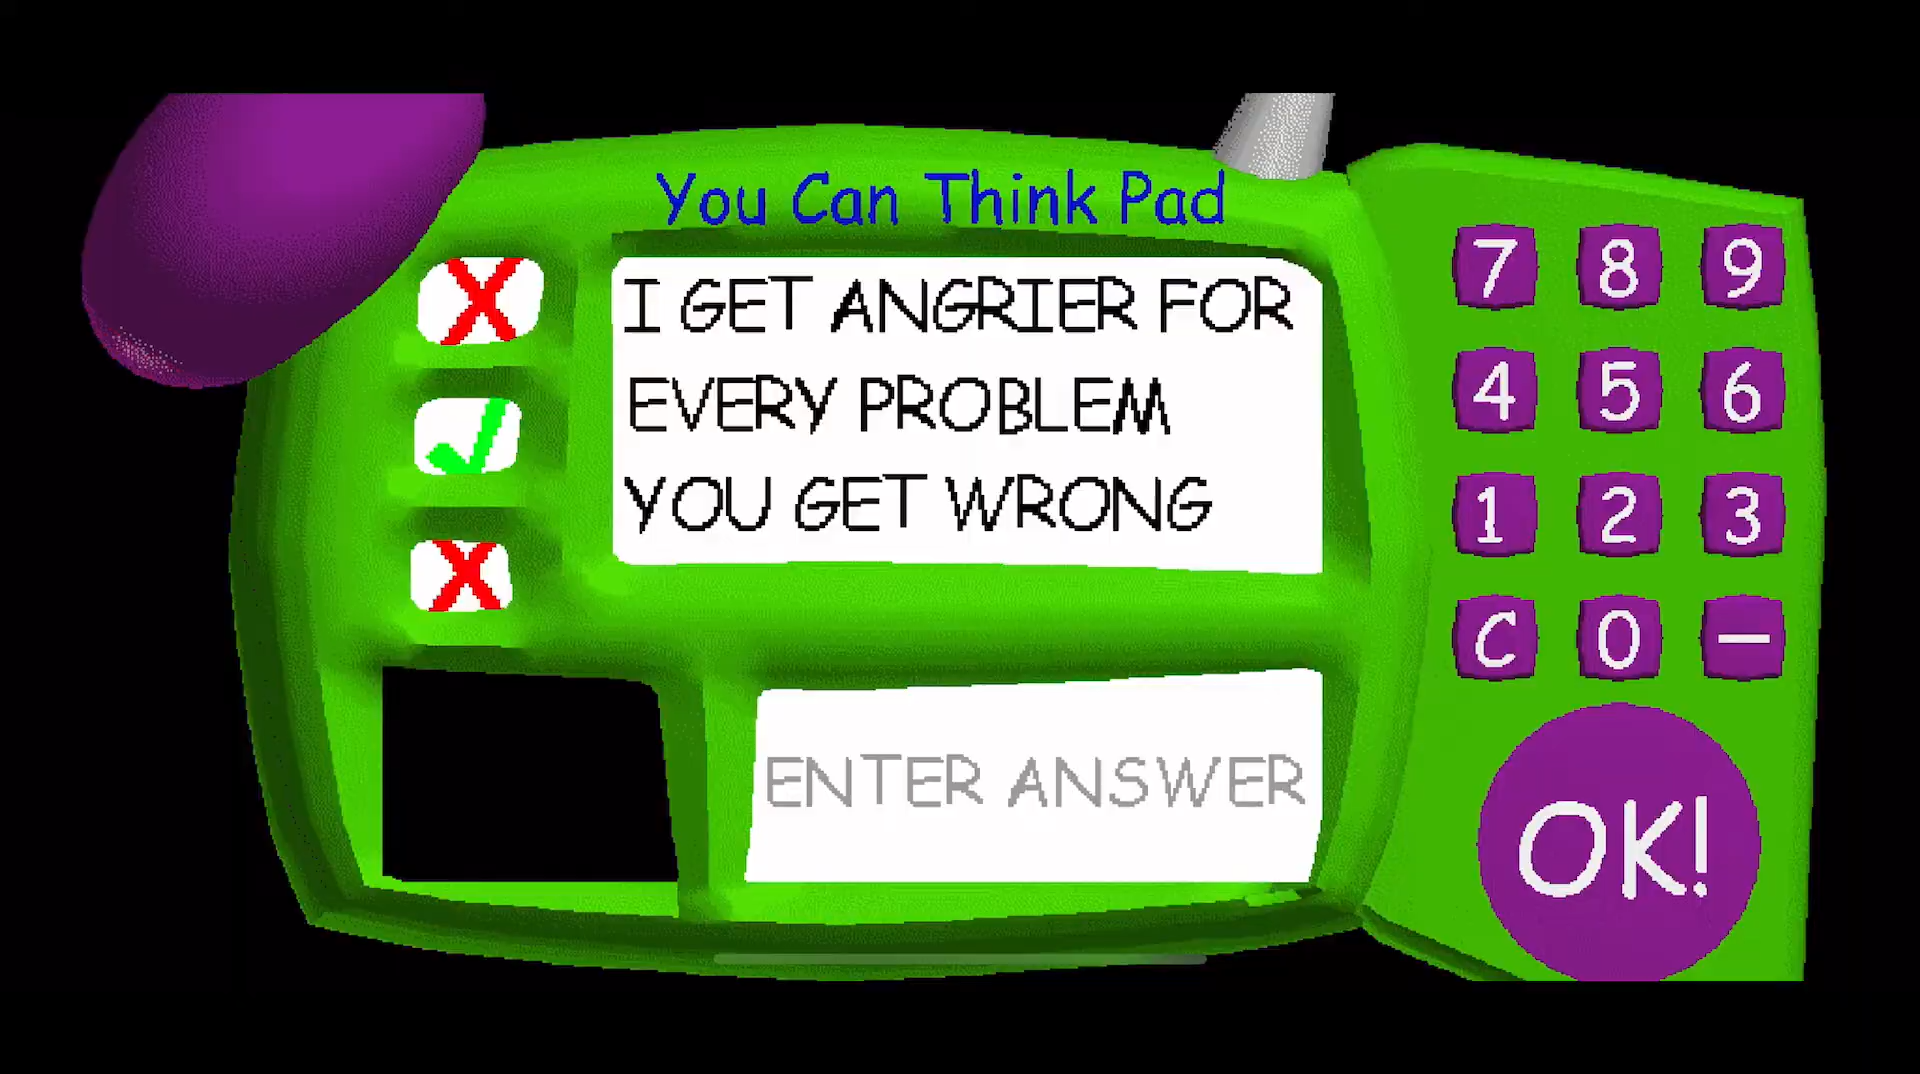 You Can Think Pad
I GET ANGRIER FOR
EVERY PROBLEM
YOU GET WRONG
ENTER ANSWER
7 8 9
4 5 6
1 2 3
C 0 −
OK!